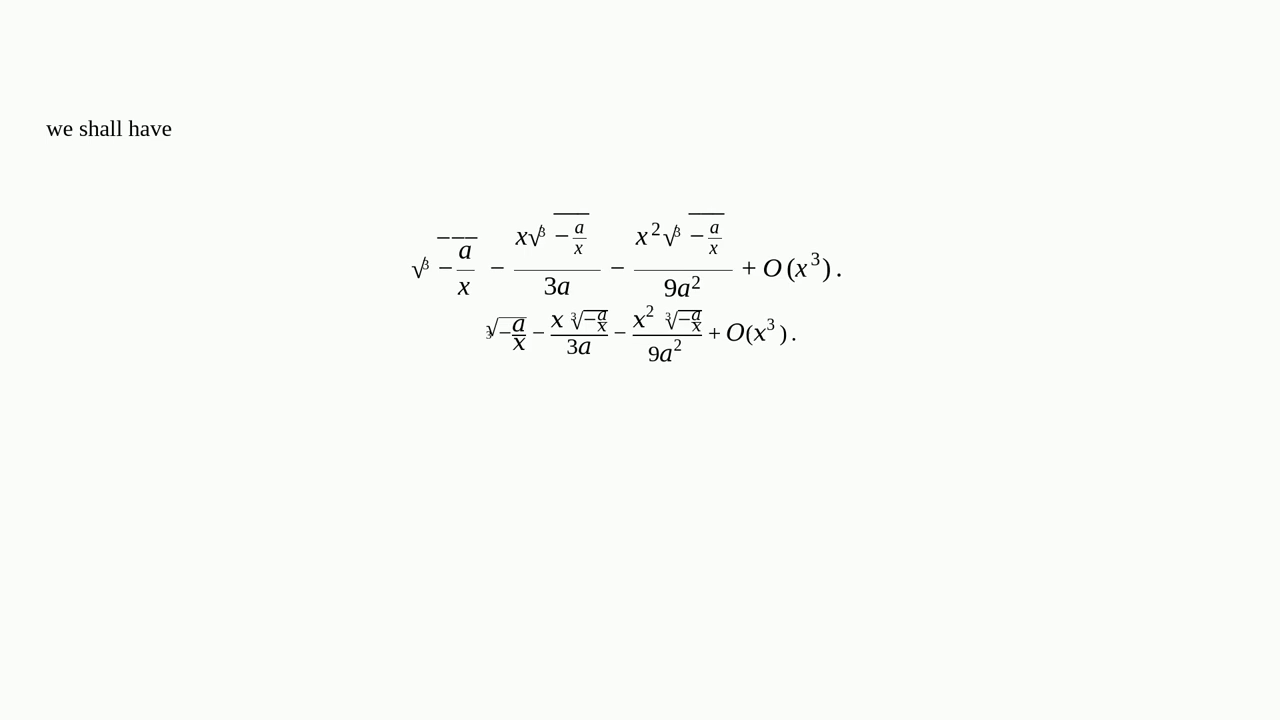 we shall have
∛(−a/x) − x∛(−a/x)/3a − x²∛(−a/x)/9a² + O(x³).
∛(−a/x) − x∛(−a/x)/3a − x²∛(−a/x)/9a² + O(x³).